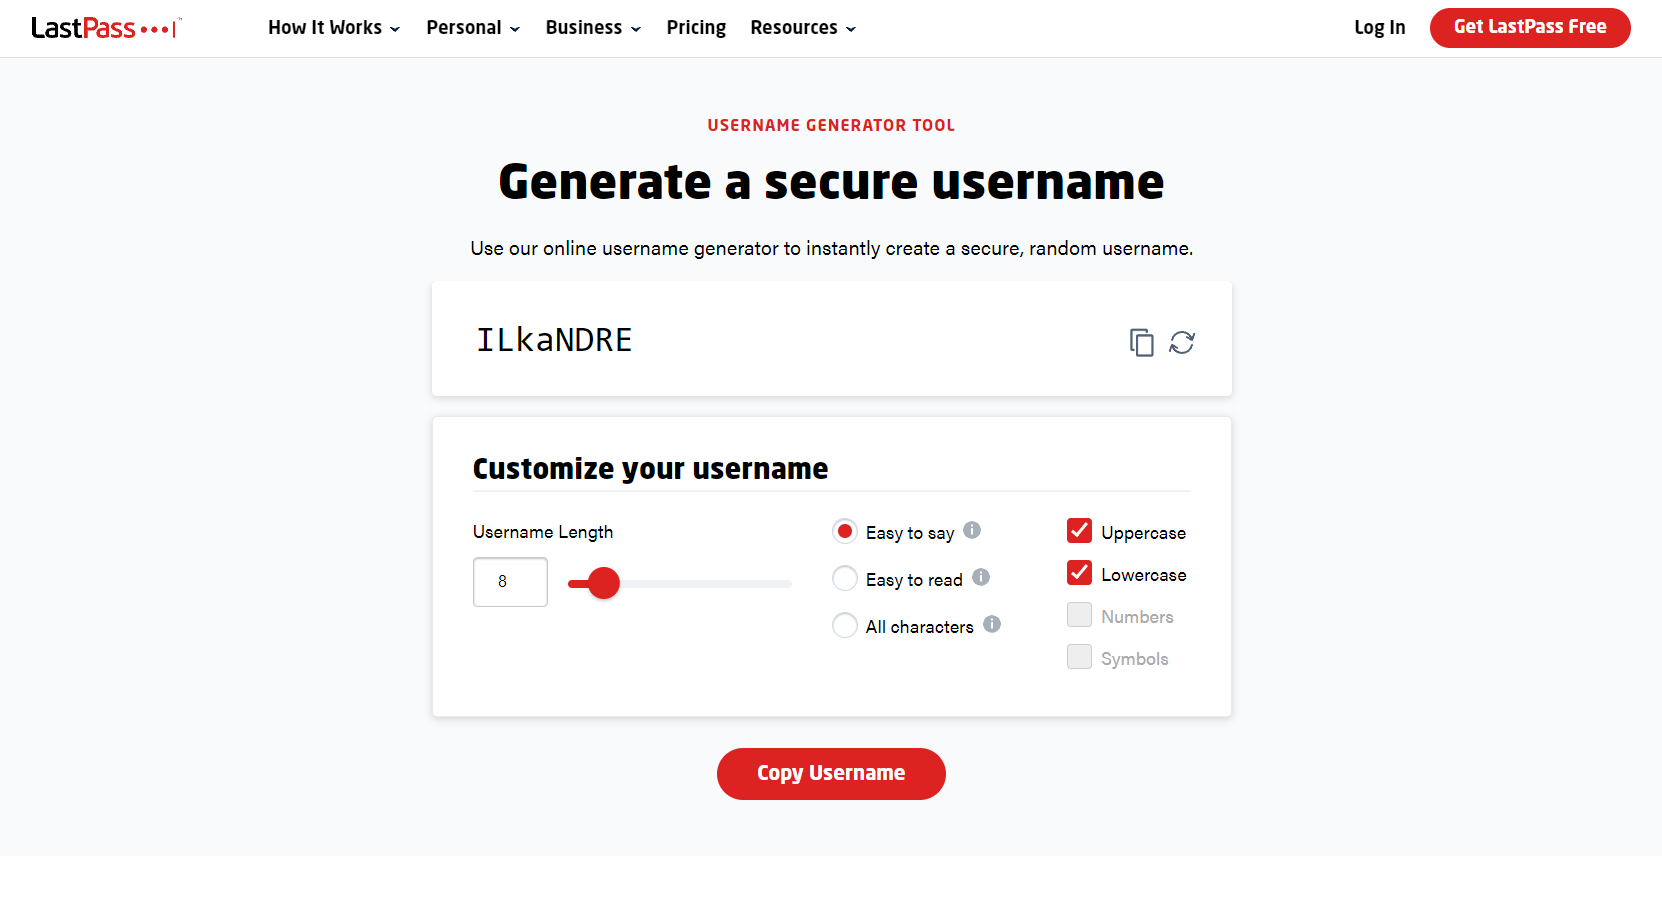 LastPass
How It Works
Personal
Business
Pricing
Resources
Log In
Get LastPass Free
USERNAME GENERATOR TOOL
Generate a secure username
Use our online username generator to instantly create a secure, random username.
ILkaNDRE
Customize your username
Username Length
8
Easy to say
Easy to read
All characters
Uppercase
Lowercase
Numbers
Symbols
Copy Username